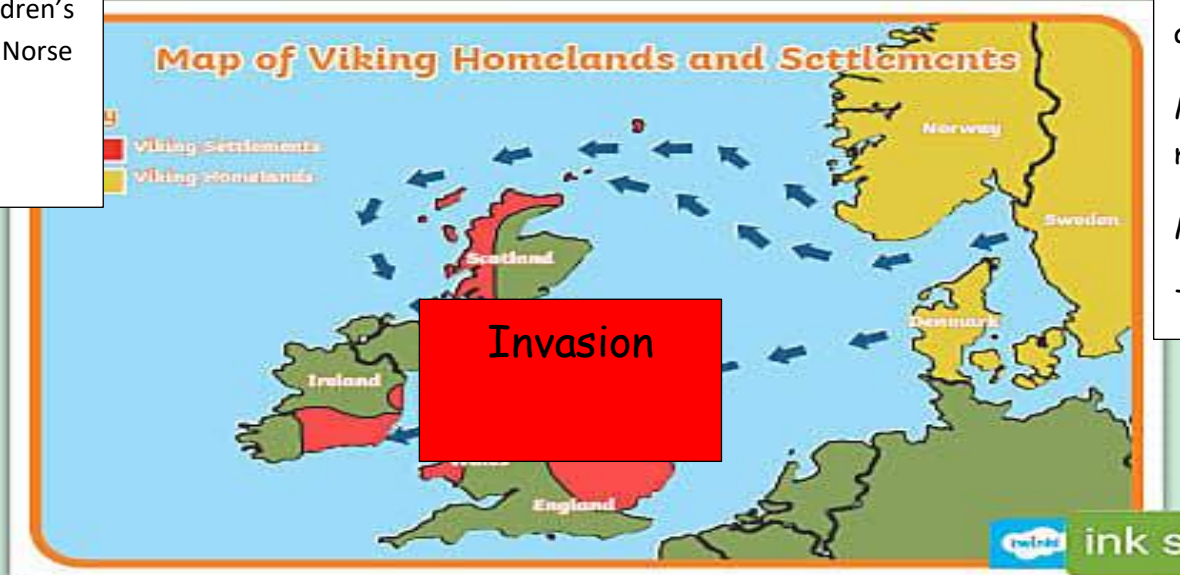 dren's
Norse
Map of Viking Homelands and Settlements
Viking Settlements
Viking Homelands
Norway
Sweden
Scotland
Denmark
Invasion
Ireland
England
twinkl ink s